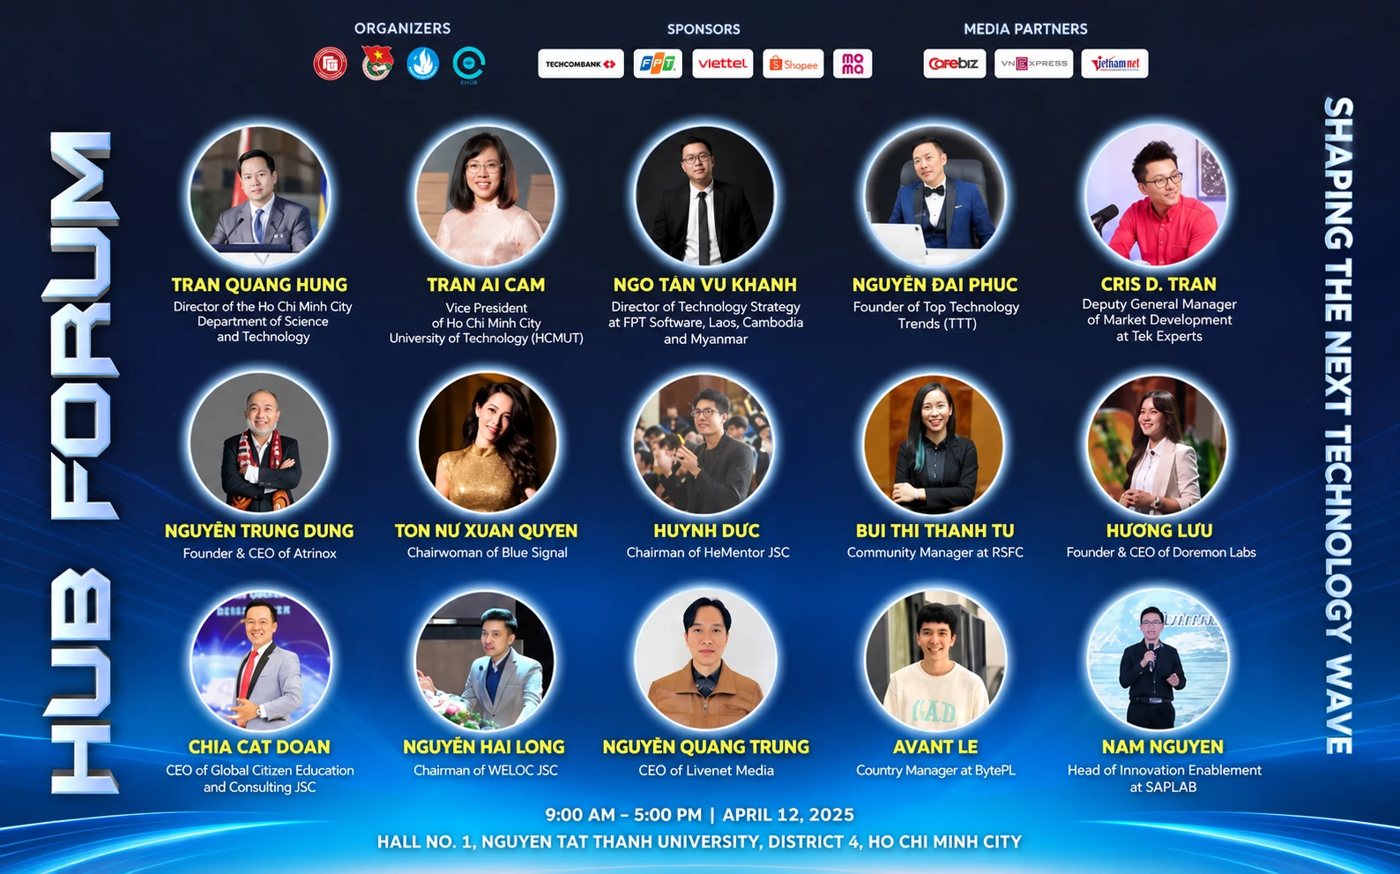 ORGANIZERS
SPONSORS
MEDIA PARTNERS
EHUB
TECHCOMBANK
FPT
viettel
Shopee
mo
mo
CafeBIZ
VNEXPRESS
Vietnamnet
HUB FORUM
SHAPING THE NEXT TECHNOLOGY WAVE
TRAN QUANG HUNG
Director of the Ho Chi Minh City
Department of Science
and Technology
TRÂN AI CAM
Vice President
of Ho Chi Minh City
University of Technology (HCMUT)
NGO TÂN VU KHANH
Director of Technology Strategy
at FPT Software, Laos, Cambodia
and Myanmar
NGUYỄN ĐAI PHUC
Founder of Top Technology
Trends (TTT)
CRIS D. TRAN
Deputy General Manager
of Market Development
at Tek Experts
NGUYỄN TRUNG DUNG
Founder & CEO of Atrinox
TON NƯ XUAN QUYEN
Chairwoman of Blue Signal
HUYNH DƯC
Chairman of HeMentor JSC
BUI THI THANH TU
Community Manager at RSFC
HƯƠNG LƯU
Founder & CEO of Doremon Labs
CHIA CAT DOAN
CEO of Global Citizen Education
and Consulting JSC
NGUYỄN HAI LONG
Chairman of WELOC JSC
NGUYỄN QUANG TRUNG
CEO of Livenet Media
GAB
AVANT LE
Country Manager at BytePL
NAM NGUYEN
Head of Innovation Enablement
at SAPLAB
9:00 AM – 5:00 PM | APRIL 12, 2025
HALL NO. 1, NGUYEN TAT THANH UNIVERSITY, DISTRICT 4, HO CHI MINH CITY